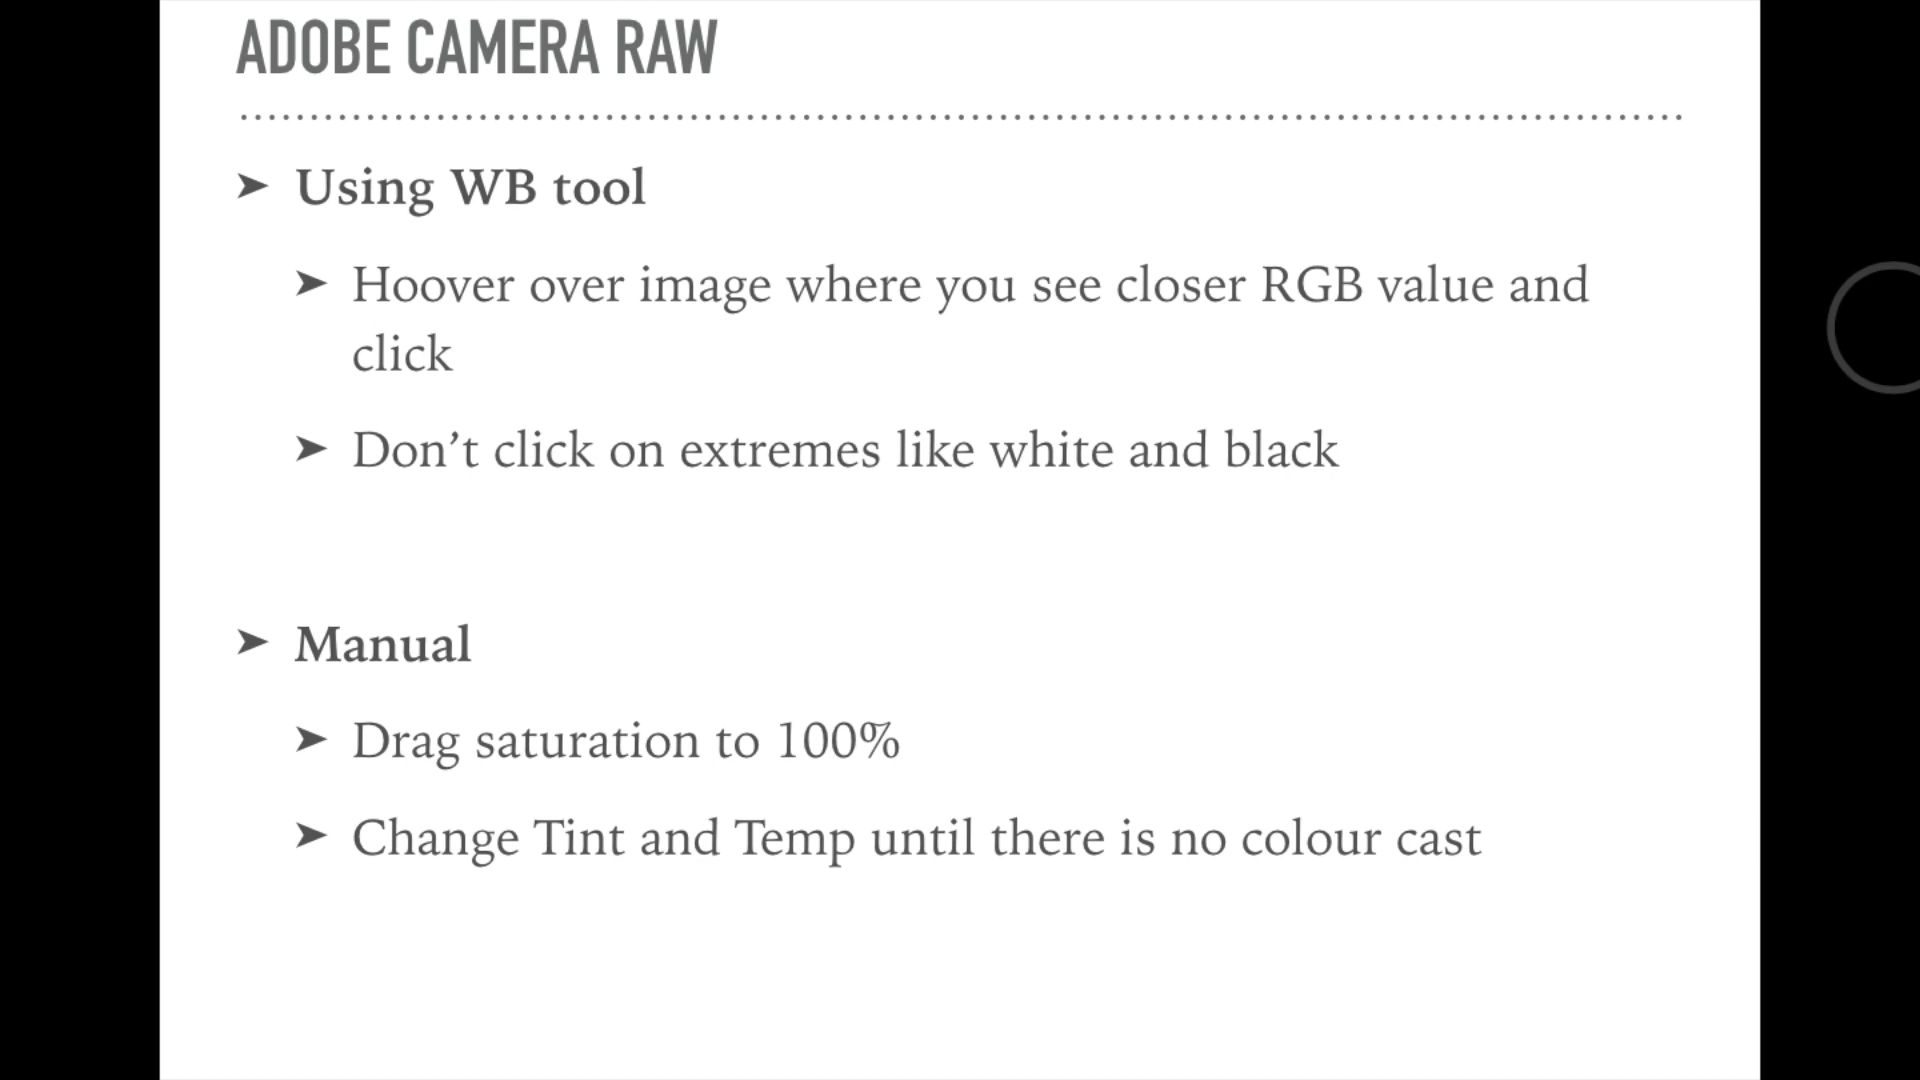 ADOBE CAMERA RAW
➤ Using WB tool
➤ Hoover over image where you see closer RGB value and
click
➤ Don’t click on extremes like white and black
➤ Manual
➤ Drag saturation to 100%
➤ Change Tint and Temp until there is no colour cast